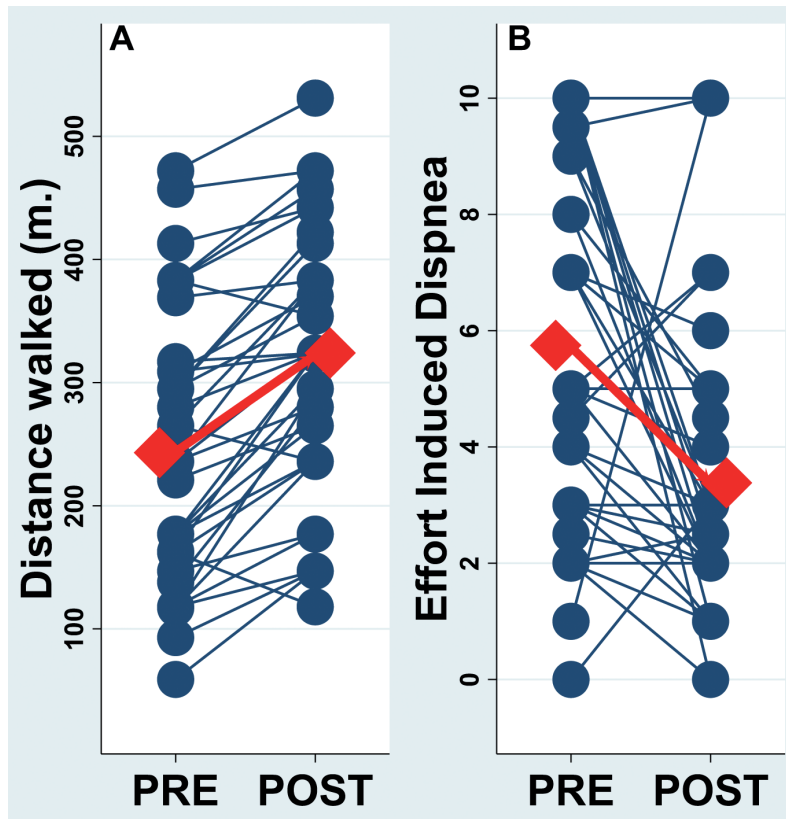 A
Distance walked (m.)
500
400
300
200
100
PRE POST
B
Effort Induced Dispnea
10
8
6
4
2
0
PRE POST